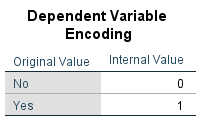 Dependent Variable
Encoding
Original Value Internal Value
No 0
Yes 1